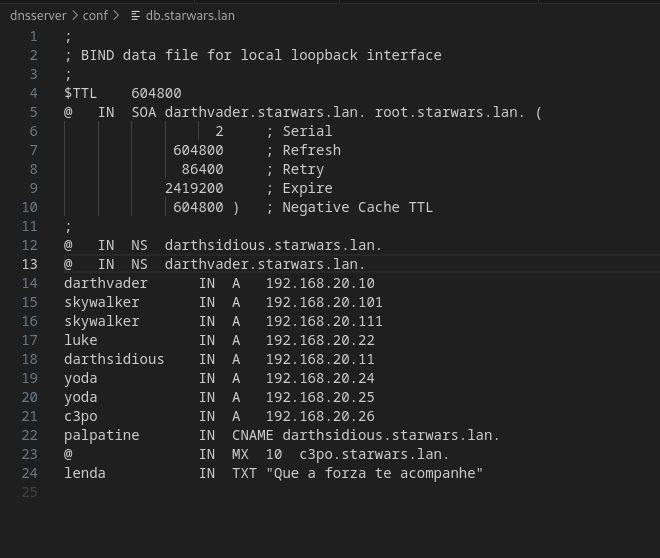 dnsserver > conf > db.starwars.lan
1 ;
2 ; BIND data file for local loopback interface
3 ;
4 $TTL 604800
5 @ IN SOA darthvader.starwars.lan. root.starwars.lan. (
6 2 ; Serial
7 604800 ; Refresh
8 86400 ; Retry
9 2419200 ; Expire
10 604800 ) ; Negative Cache TTL
11 ;
12 @ IN NS darthsidious.starwars.lan.
13 @ IN NS darthvader.starwars.lan.
14 darthvader IN A 192.168.20.10
15 skywalker IN A 192.168.20.101
16 skywalker IN A 192.168.20.111
17 luke IN A 192.168.20.22
18 darthsidious IN A 192.168.20.11
19 yoda IN A 192.168.20.24
20 yoda IN A 192.168.20.25
21 c3po IN A 192.168.20.26
22 palpatine IN CNAME darthsidious.starwars.lan.
23 @ IN MX 10 c3po.starwars.lan.
24 lenda IN TXT "Que a forza te acompanhe"
25